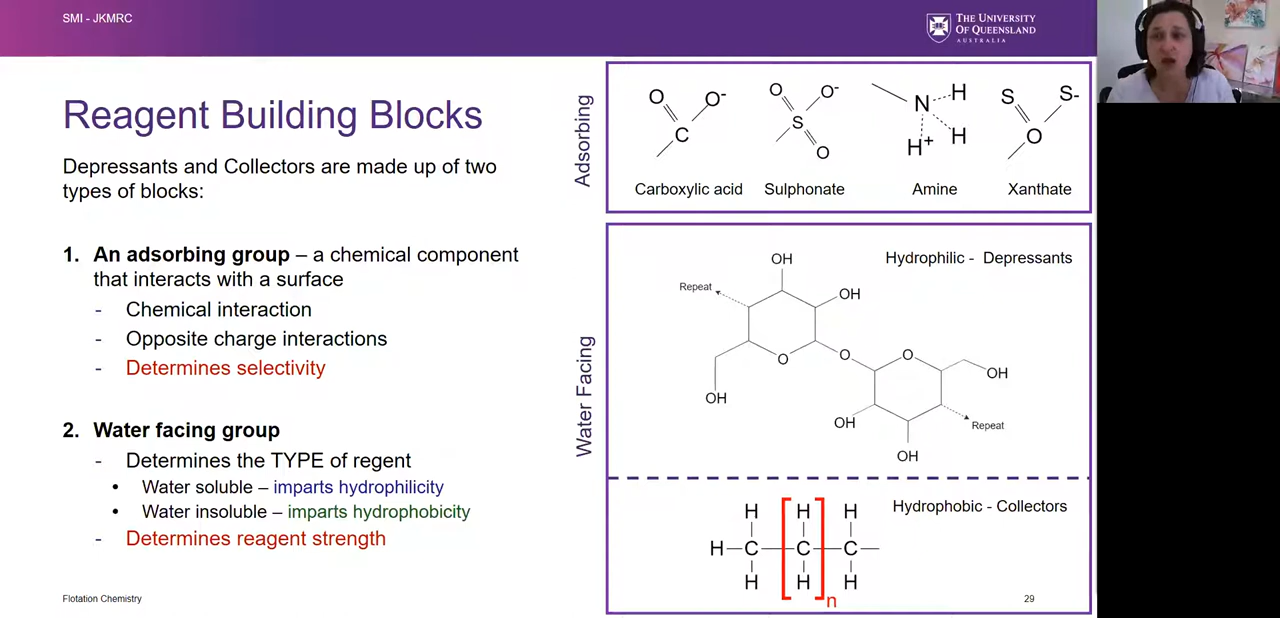 SMI - JKMRC
THE UNIVERSITY
OF QUEENSLAND
AUSTRALIA
Reagent Building Blocks
Depressants and Collectors are made up of two
types of blocks:
1. An adsorbing group – a chemical component
that interacts with a surface
- Chemical interaction
- Opposite charge interactions
- Determines selectivity
2. Water facing group
- Determines the TYPE of regent
• Water soluble – imparts hydrophilicity
• Water insoluble – imparts hydrophobicity
- Determines reagent strength
Flotation Chemistry
Adsorbing
O O-
C
Carboxylic acid
O O-
S
O
Sulphonate
N H
H+ H
Amine
S S-
O
Xanthate
Water Facing
Hydrophilic - Depressants
OH
Repeat
OH
O
O
O
OH
OH
OH
Repeat
OH
Hydrophobic - Collectors
H H H
H C C C
H H H
n
29